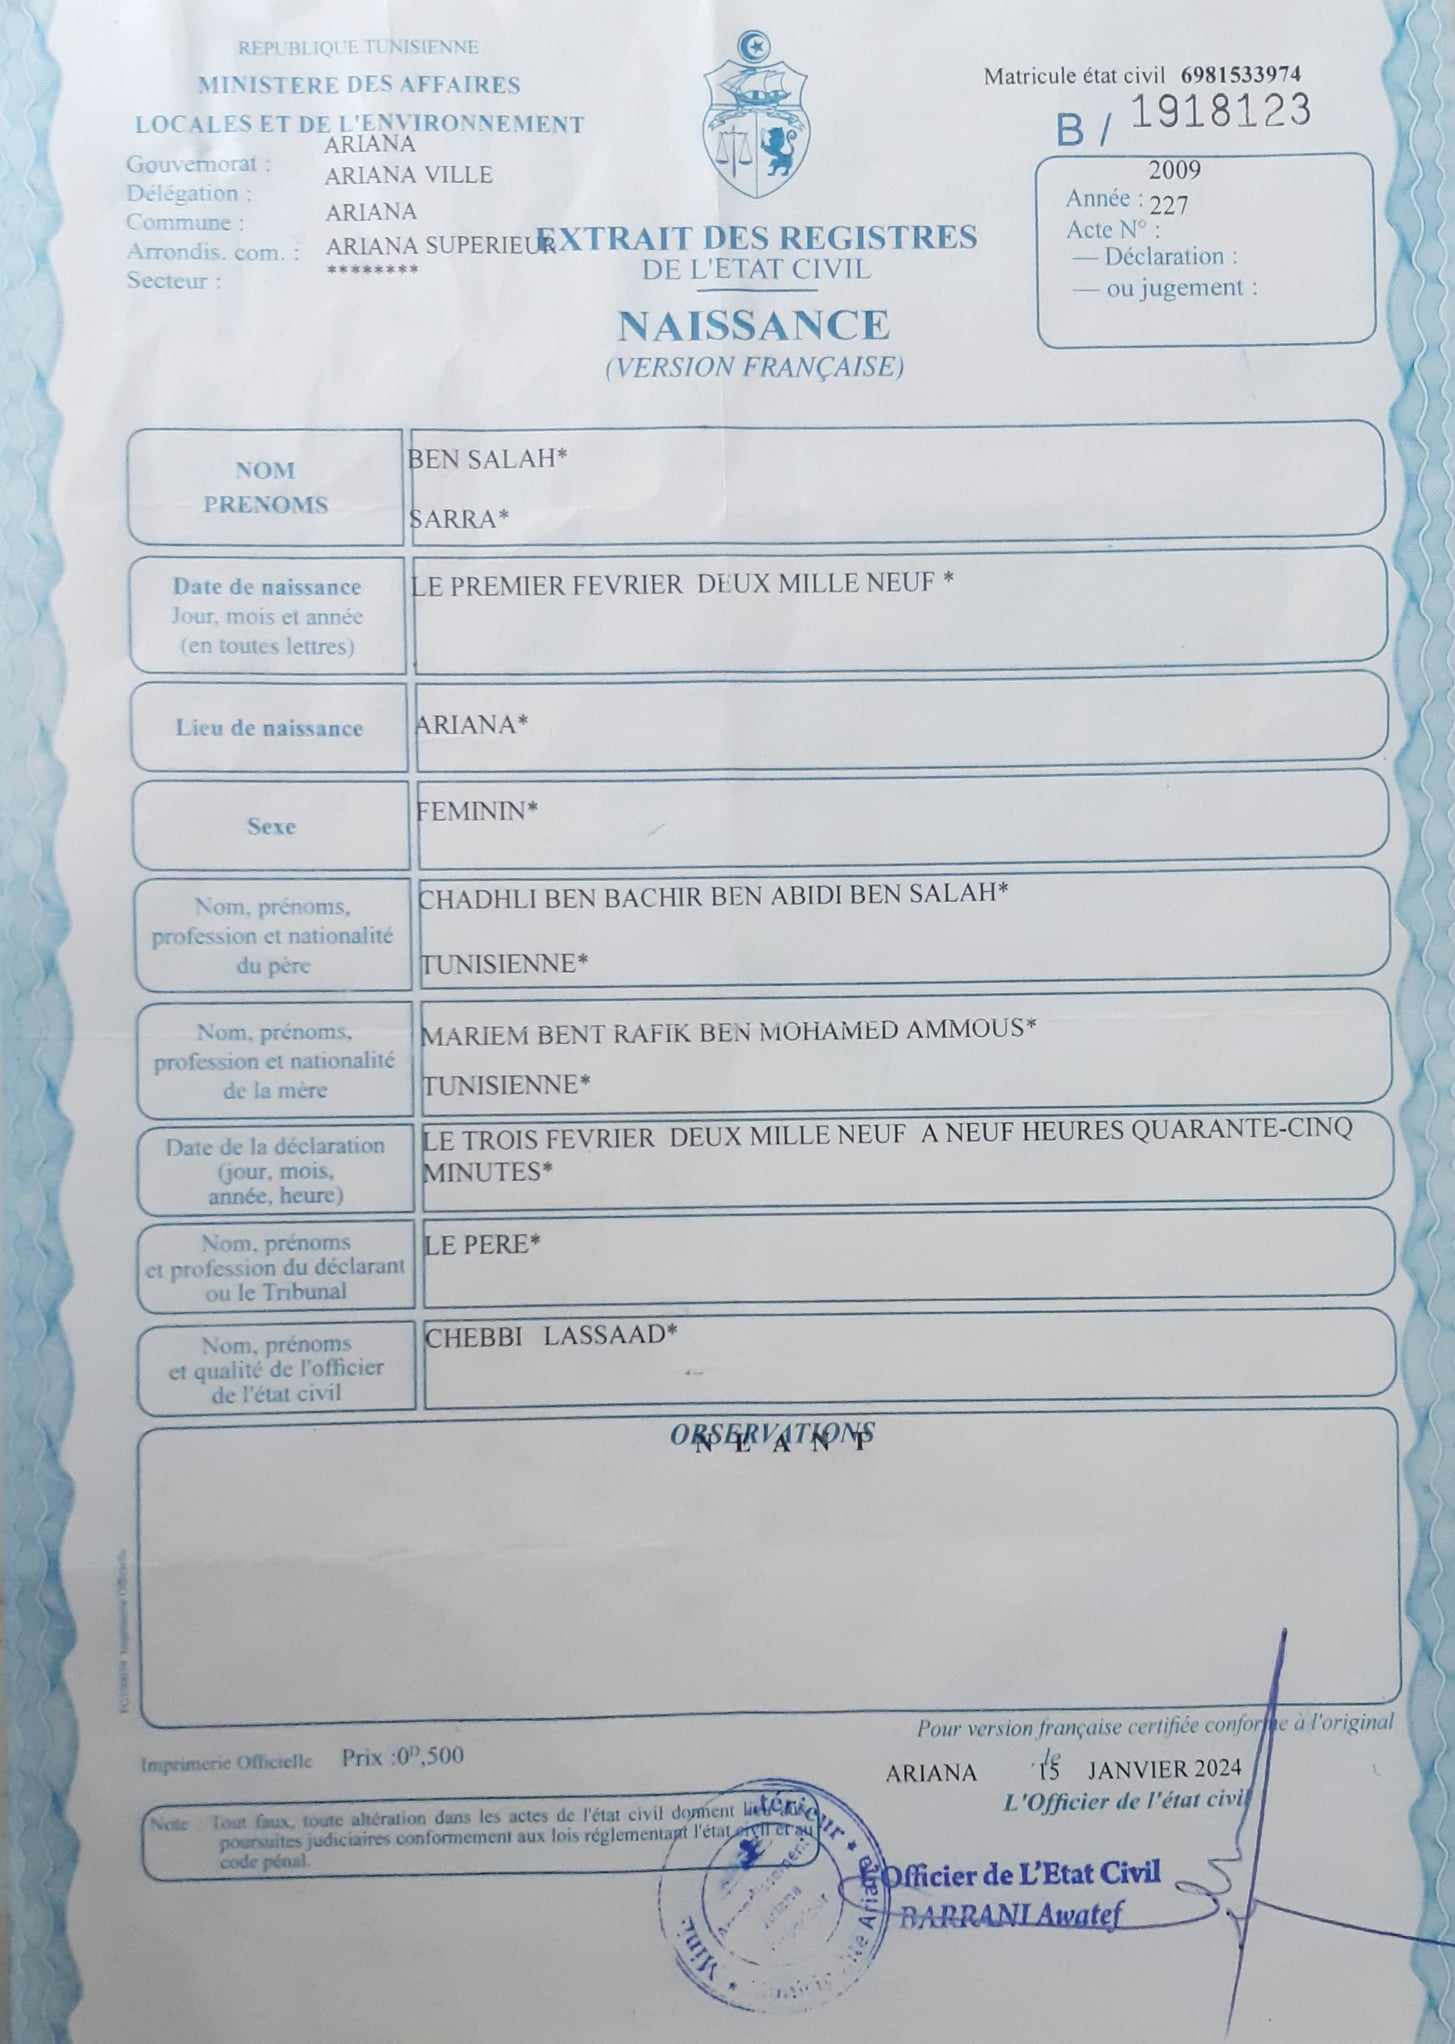 REPUBLIQUE TUNISIENNE
MINISTERE DES AFFAIRES
LOCALES ET DE L'ENVIRONNEMENT
Gouvernorat : ARIANA
Délégation : ARIANA VILLE
Commune : ARIANA
Arrondis. com. : ARIANA SUPERIEUR
Secteur : ********
Matricule état civil 6981533974
B / 1918123
2009
Année : 227
Acte N° :
— Déclaration :
— ou jugement :
EXTRAIT DES REGISTRES
DE L'ETAT CIVIL
NAISSANCE
(VERSION FRANÇAISE)
NOM
PRENOMS
BEN SALAH*
SARRA*
Date de naissance
Jour, mois et année
(en toutes lettres)
LE PREMIER FEVRIER DEUX MILLE NEUF *
Lieu de naissance
ARIANA*
Sexe
FEMININ*
Nom, prénoms,
profession et nationalité
du père
CHADHLI BEN BACHIR BEN ABIDI BEN SALAH*
TUNISIENNE*
Nom, prénoms,
profession et nationalité
de la mère
MARIEM BENT RAFIK BEN MOHAMED AMMOUS*
TUNISIENNE*
Date de la déclaration
(jour, mois,
année, heure)
LE TROIS FEVRIER DEUX MILLE NEUF A NEUF HEURES QUARANTE-CINQ
MINUTES*
Nom, prénoms
et profession du déclarant
ou le Tribunal
LE PERE*
Nom, prénoms
et qualité de l'officier
de l'état civil
CHEBBI LASSAAD*
OBSERVATIONS
N E A N T
Pour version française certifiée conforme à l'original
Imprimerie Officielle Prix :0ᴰ,500
ARIANA le 15 JANVIER 2024
L'Officier de l'état civil
Note : Tout faux, toute altération dans les actes de l'état civil donnent lieu aux
poursuites judiciaires conformement aux lois réglementant l'état civil et au
code pénal.
Officier de L'Etat Civil
BARRANI Awatef